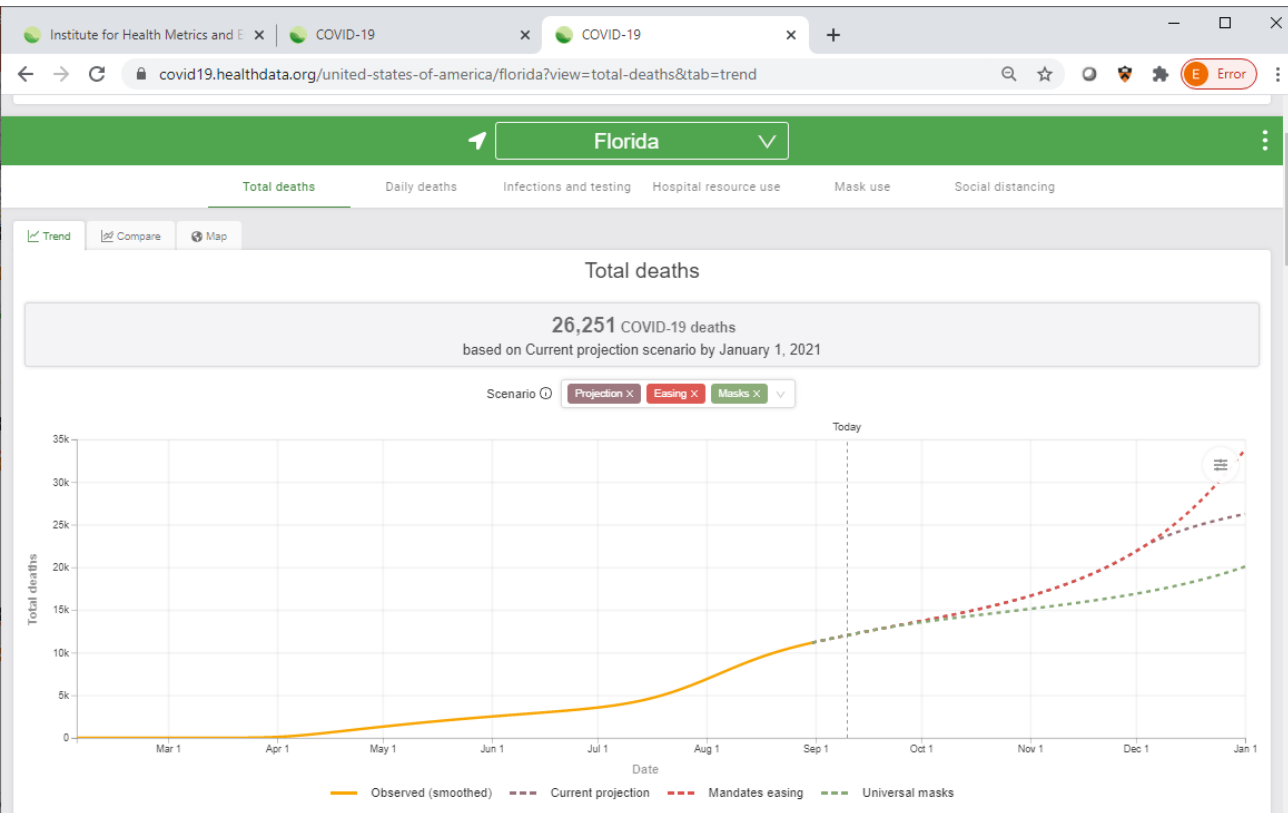 Institute for Health Metrics and E
COVID-19
COVID-19
covid19.healthdata.org/united-states-of-america/florida?view=total-deaths&tab=trend
E Error
Florida
Total deaths Daily deaths Infections and testing Hospital resource use Mask use Social distancing
Trend Compare Map
Total deaths
26,251 COVID-19 deaths
based on Current projection scenario by January 1, 2021
Scenario Projection X Easing X Masks X
Today
35k
30k
25k
20k
15k
10k
5k
0
Total deaths
Mar 1 Apr 1 May 1 Jun 1 Jul 1 Aug 1 Sep 1 Oct 1 Nov 1 Dec 1 Jan 1
Date
Observed (smoothed) Current projection Mandates easing Universal masks